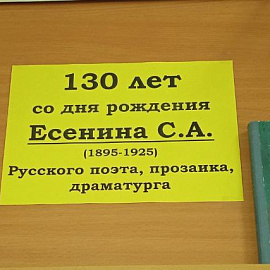 130 лет
со дня рождения
Есенина С.А.
(1895-1925)
Русского поэта, прозаика,
драматурга